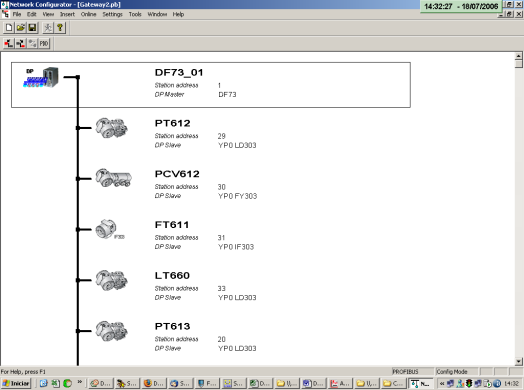 Network Configurator - [Gateway2.pb]
14:32:27 - 18/07/2006
File Edit View Insert Online Settings Tools Window Help
DP
DF73_01
Station address 1
DP Master DF73
PT612
Station address 29
DP Slave YP0 LD303
PCV612
Station address 30
DP Slave YP0 FY303
FT611
Station address 31
DP Slave YP0 IF303
LT660
Station address 33
DP Slave YP0 LD303
PT613
Station address 20
DP Slave YP0 LD303
For Help, press F1
PROFIBUS Config Mode
Iniciar
D... S... D... S... F... S... D... D... A... C... N...
14:32